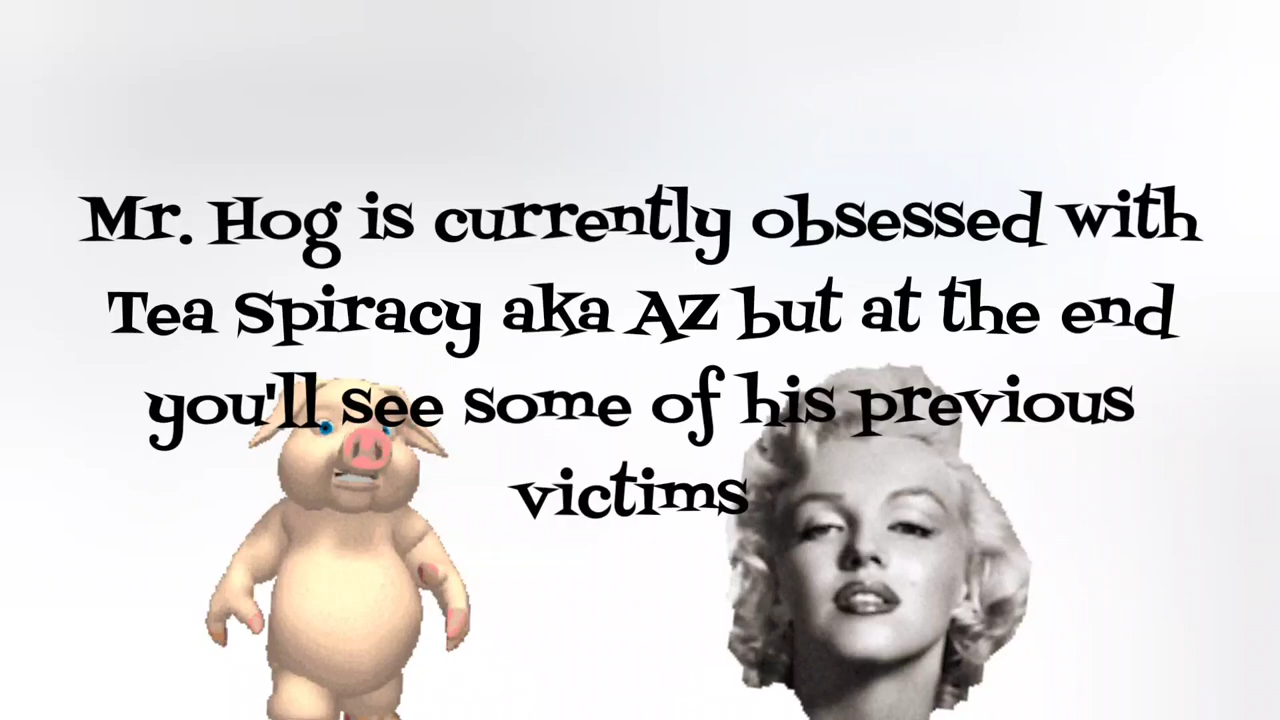 Mr. Hog is currently obsessed with
Tea Spiracy aka Az but at the end
you'll see some of his previous
victims